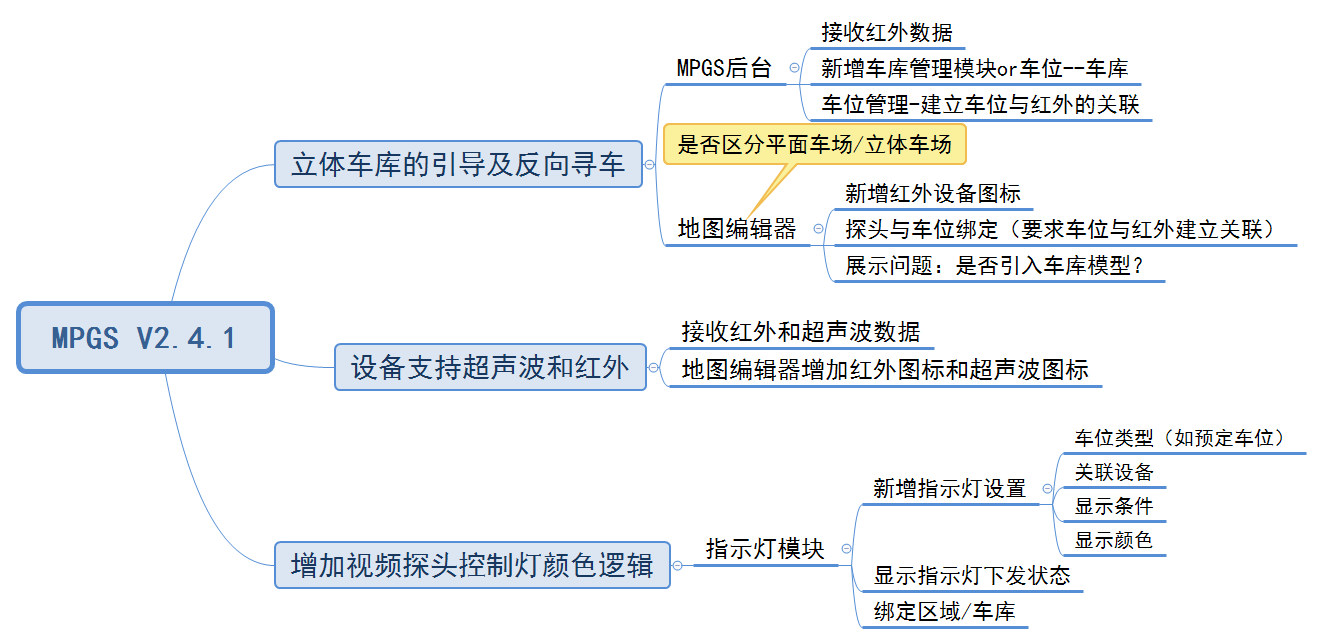 MPGS V2.4.1
立体车库的引导及反向寻车
MPGS后台
接收红外数据
新增车库管理模块or车位--车库
车位管理-建立车位与红外的关联
是否区分平面车场/立体车场
地图编辑器
新增红外设备图标
探头与车位绑定（要求车位与红外建立关联）
展示问题：是否引入车库模型？
设备支持超声波和红外
接收红外和超声波数据
地图编辑器增加红外图标和超声波图标
增加视频探头控制灯颜色逻辑
指示灯模块
新增指示灯设置
车位类型（如预定车位）
关联设备
显示条件
显示颜色
显示指示灯下发状态
绑定区域/车库